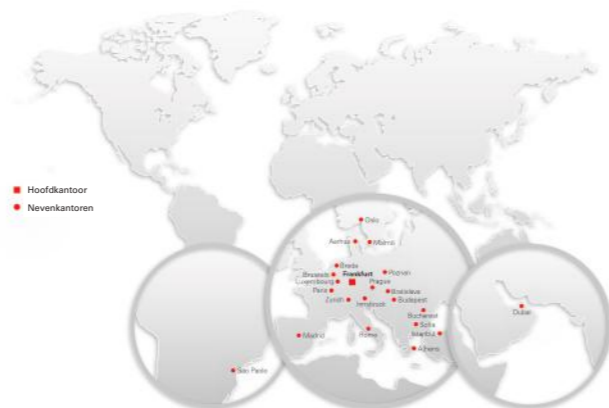 Hoofdkantoor
Nevenkantoren
Oslo
Aarhus
Malmö
Breda
Brussels
Frankfurt
Poznan
Luxembourg
Prague
Paris
Bratislava
Zurich
Innsbruck
Budapest
Bucharest
Sofia
Istanbul
Madrid
Rome
Athens
Dubai
Sao Paolo